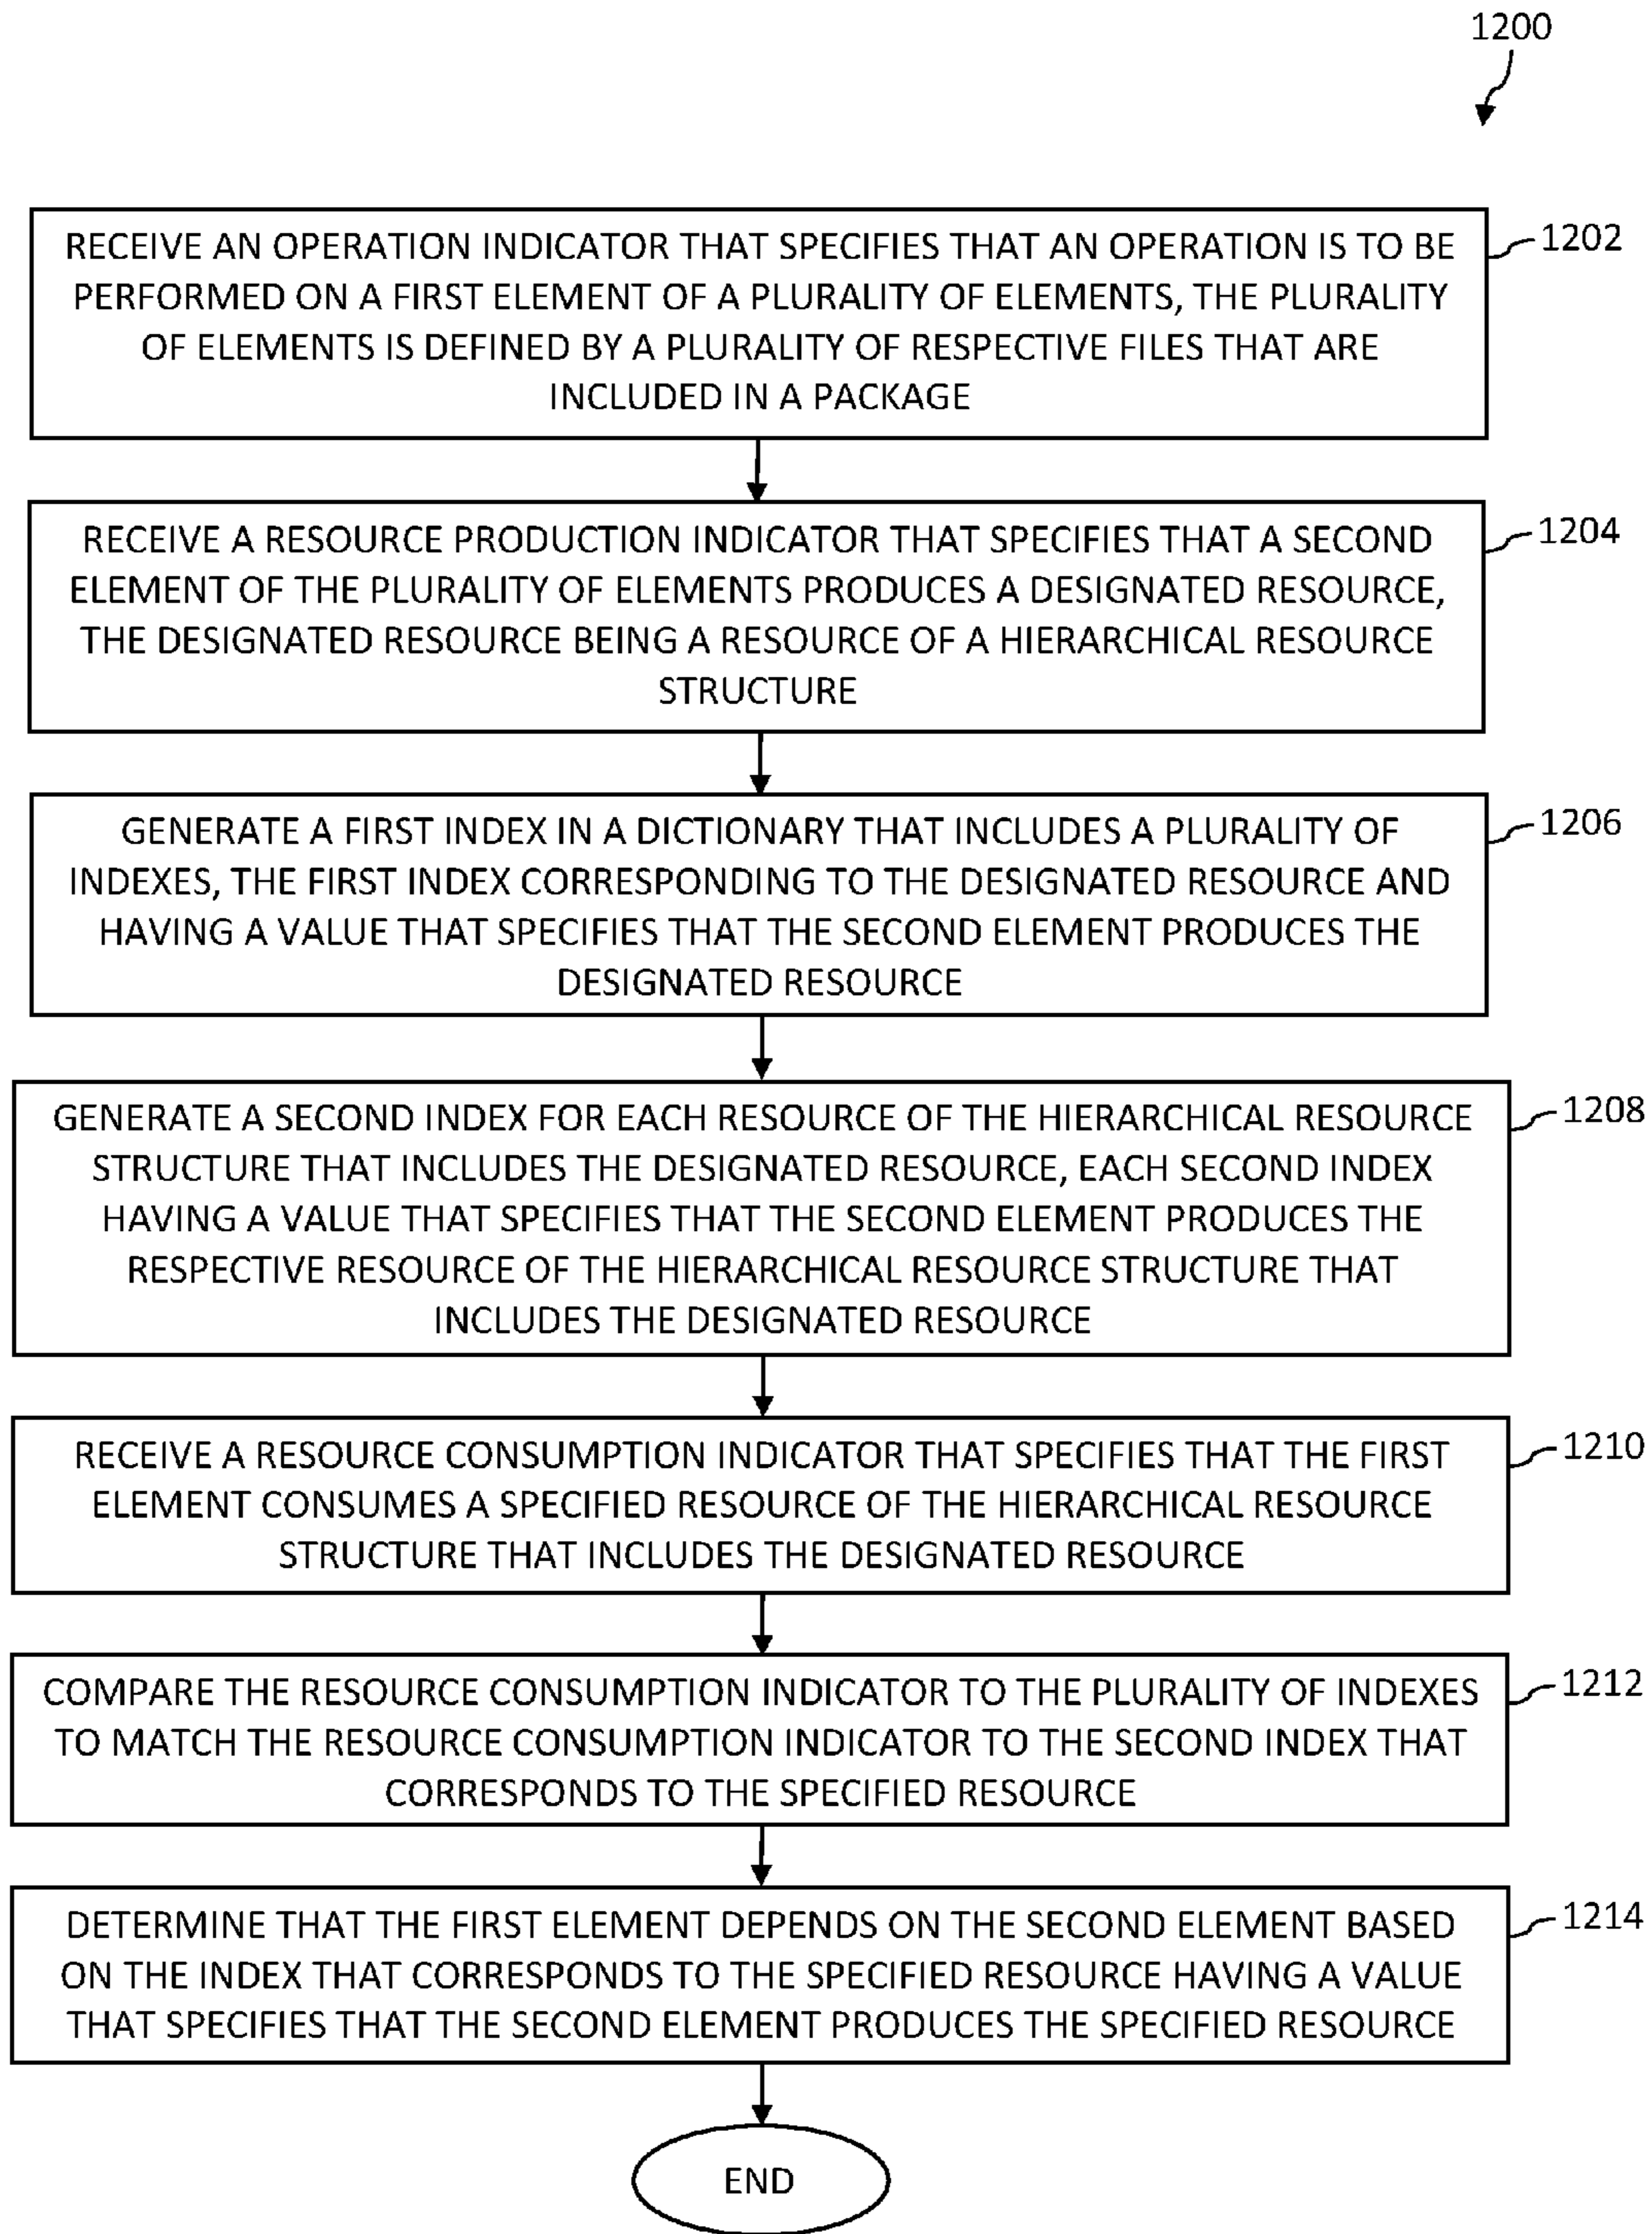 1200
RECEIVE AN OPERATION INDICATOR THAT SPECIFIES THAT AN OPERATION IS TO BE
PERFORMED ON A FIRST ELEMENT OF A PLURALITY OF ELEMENTS, THE PLURALITY
OF ELEMENTS IS DEFINED BY A PLURALITY OF RESPECTIVE FILES THAT ARE
INCLUDED IN A PACKAGE
1202
RECEIVE A RESOURCE PRODUCTION INDICATOR THAT SPECIFIES THAT A SECOND
ELEMENT OF THE PLURALITY OF ELEMENTS PRODUCES A DESIGNATED RESOURCE,
THE DESIGNATED RESOURCE BEING A RESOURCE OF A HIERARCHICAL RESOURCE
STRUCTURE
1204
GENERATE A FIRST INDEX IN A DICTIONARY THAT INCLUDES A PLURALITY OF
INDEXES, THE FIRST INDEX CORRESPONDING TO THE DESIGNATED RESOURCE AND
HAVING A VALUE THAT SPECIFIES THAT THE SECOND ELEMENT PRODUCES THE
DESIGNATED RESOURCE
1206
GENERATE A SECOND INDEX FOR EACH RESOURCE OF THE HIERARCHICAL RESOURCE
STRUCTURE THAT INCLUDES THE DESIGNATED RESOURCE, EACH SECOND INDEX
HAVING A VALUE THAT SPECIFIES THAT THE SECOND ELEMENT PRODUCES THE
RESPECTIVE RESOURCE OF THE HIERARCHICAL RESOURCE STRUCTURE THAT
INCLUDES THE DESIGNATED RESOURCE
1208
RECEIVE A RESOURCE CONSUMPTION INDICATOR THAT SPECIFIES THAT THE FIRST
ELEMENT CONSUMES A SPECIFIED RESOURCE OF THE HIERARCHICAL RESOURCE
STRUCTURE THAT INCLUDES THE DESIGNATED RESOURCE
1210
COMPARE THE RESOURCE CONSUMPTION INDICATOR TO THE PLURALITY OF INDEXES
TO MATCH THE RESOURCE CONSUMPTION INDICATOR TO THE SECOND INDEX THAT
CORRESPONDS TO THE SPECIFIED RESOURCE
1212
DETERMINE THAT THE FIRST ELEMENT DEPENDS ON THE SECOND ELEMENT BASED
ON THE INDEX THAT CORRESPONDS TO THE SPECIFIED RESOURCE HAVING A VALUE
THAT SPECIFIES THAT THE SECOND ELEMENT PRODUCES THE SPECIFIED RESOURCE
1214
END